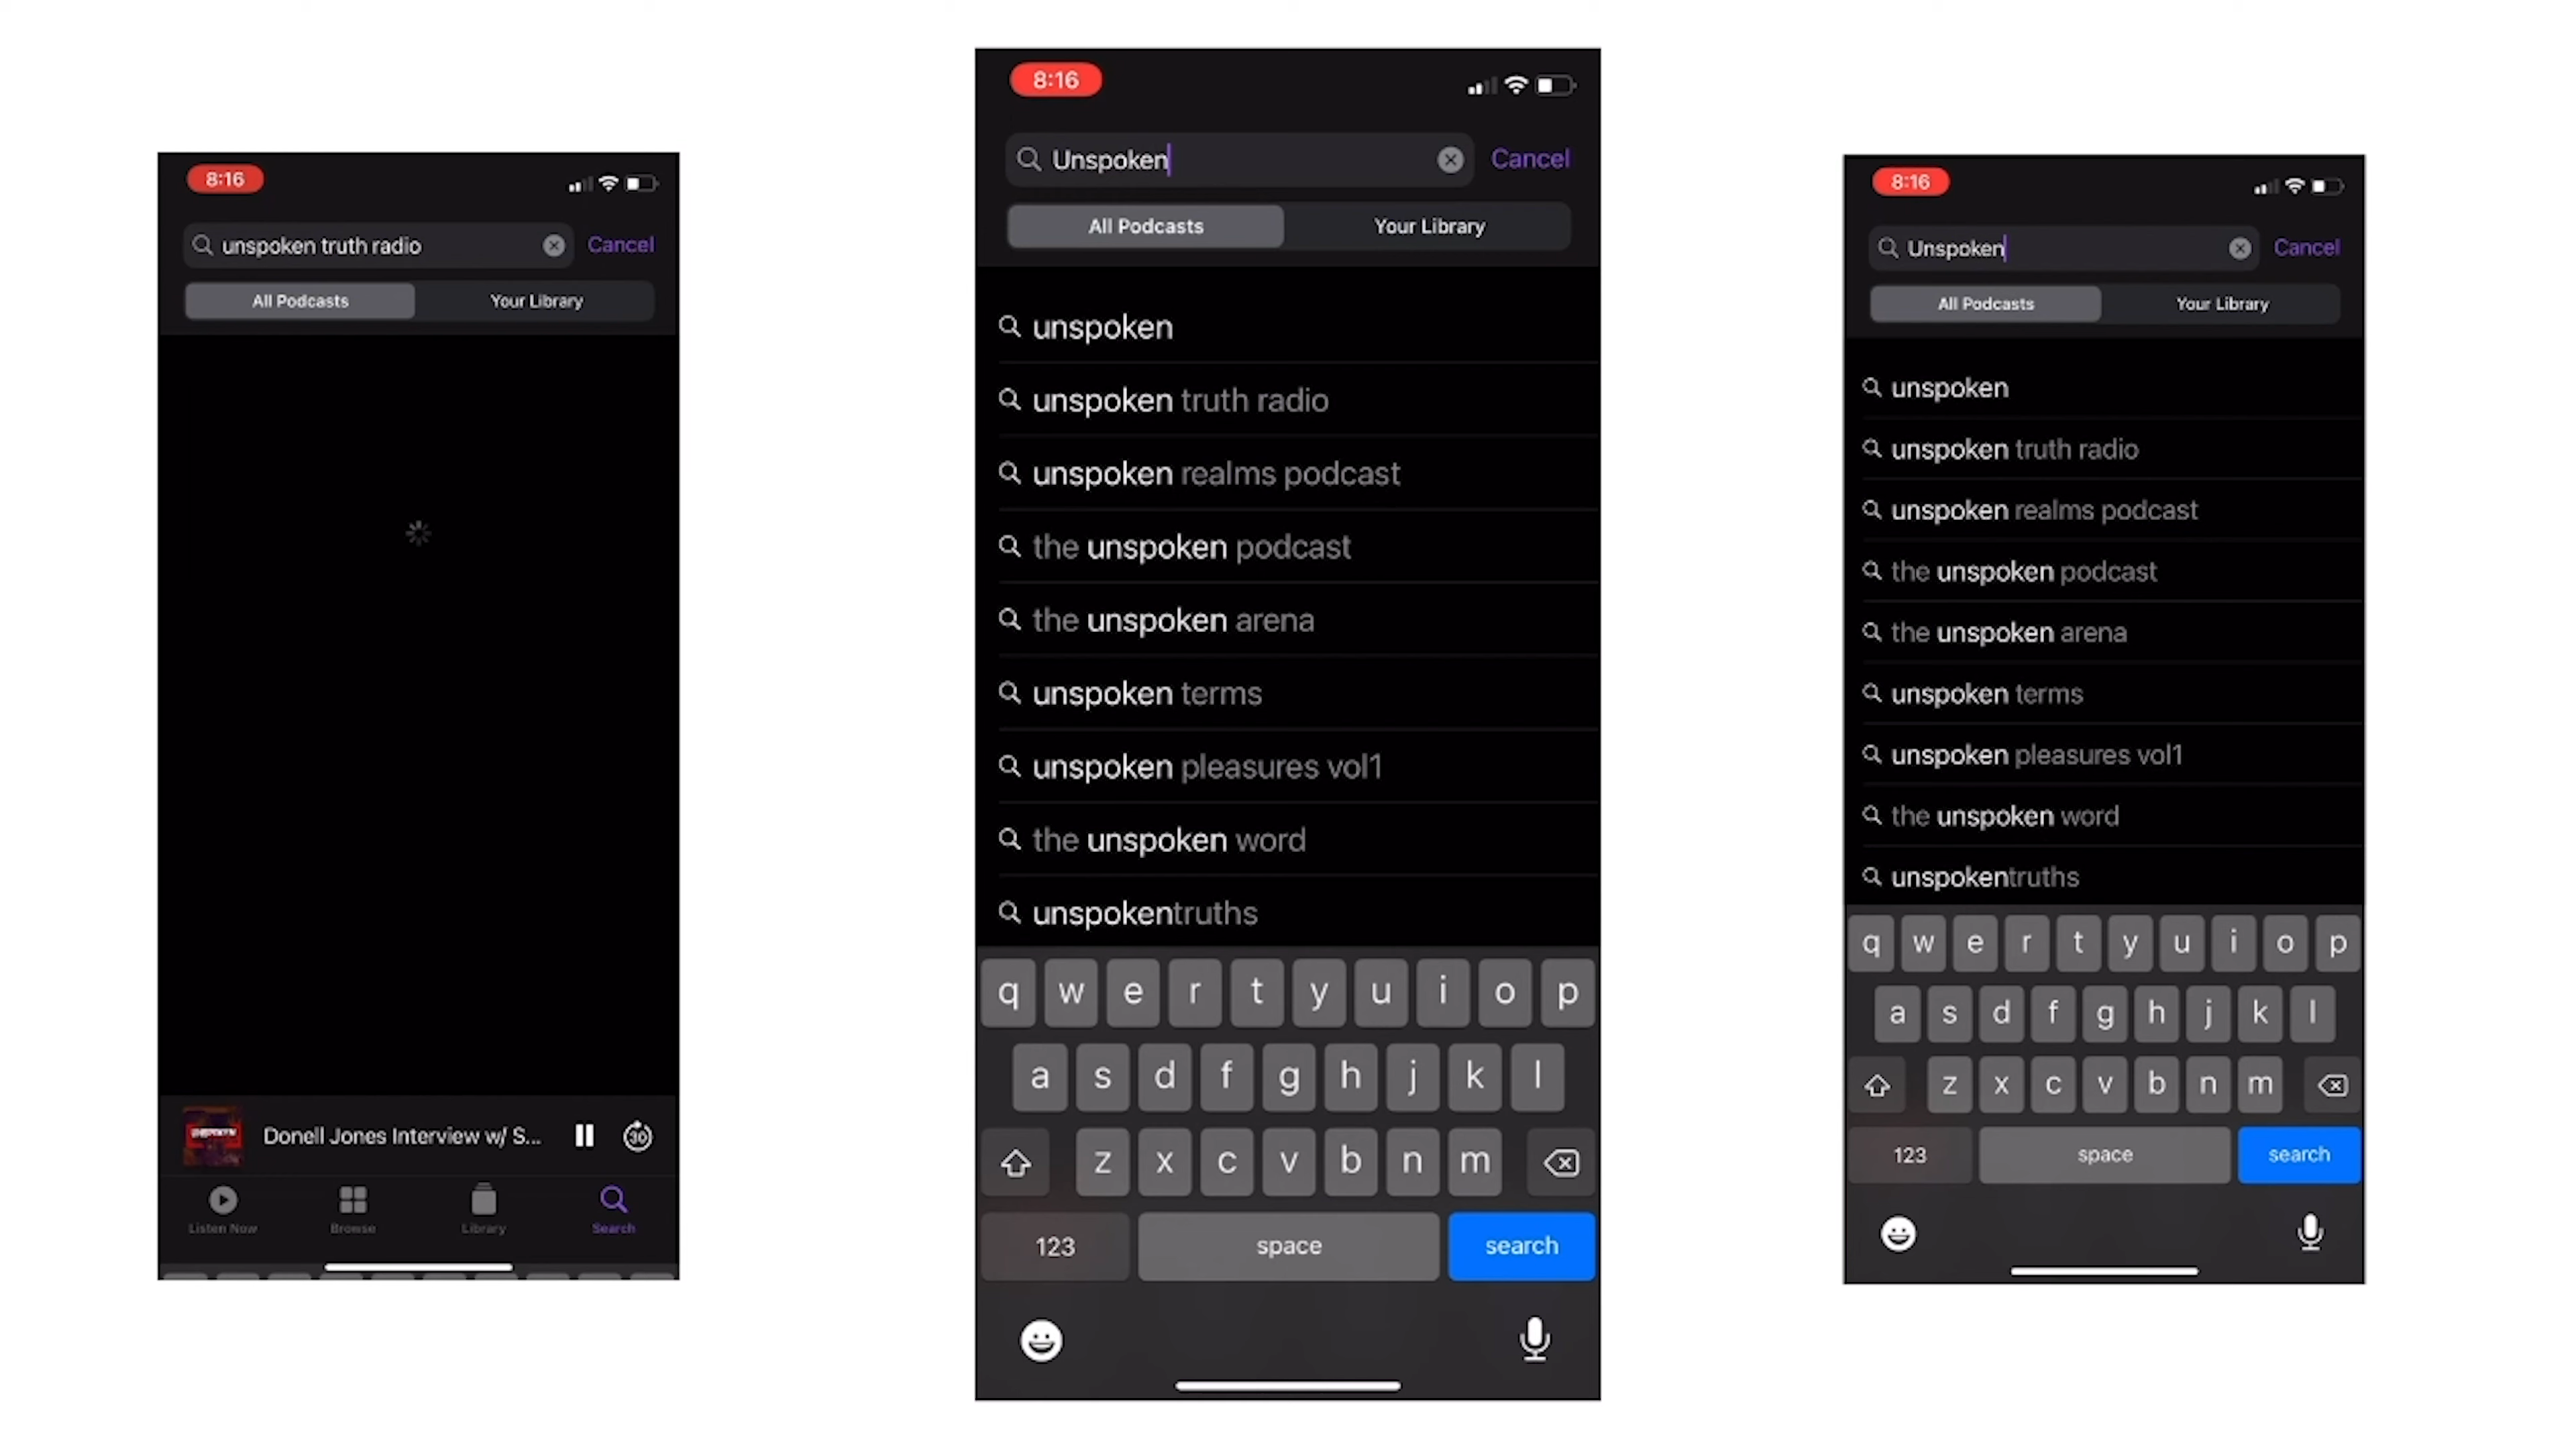 8:16
unspoken truth radio
Cancel
All Podcasts
Your Library
UNSPOKEN
Donell Jones Interview w/ S...
30
Listen Now
Browse
Library
Search
8:16
Unspoken
Cancel
All Podcasts
Your Library
unspoken
unspoken truth radio
unspoken realms podcast
the unspoken podcast
the unspoken arena
unspoken terms
unspoken pleasures vol1
the unspoken word
unspokentruths
q w e r t y u i o p
a s d f g h j k l
z x c v b n m
123 space search
8:16
Unspoken
Cancel
All Podcasts
Your Library
unspoken
unspoken truth radio
unspoken realms podcast
the unspoken podcast
the unspoken arena
unspoken terms
unspoken pleasures vol1
the unspoken word
unspokentruths
q w e r t y u i o p
a s d f g h j k l
z x c v b n m
123 space search